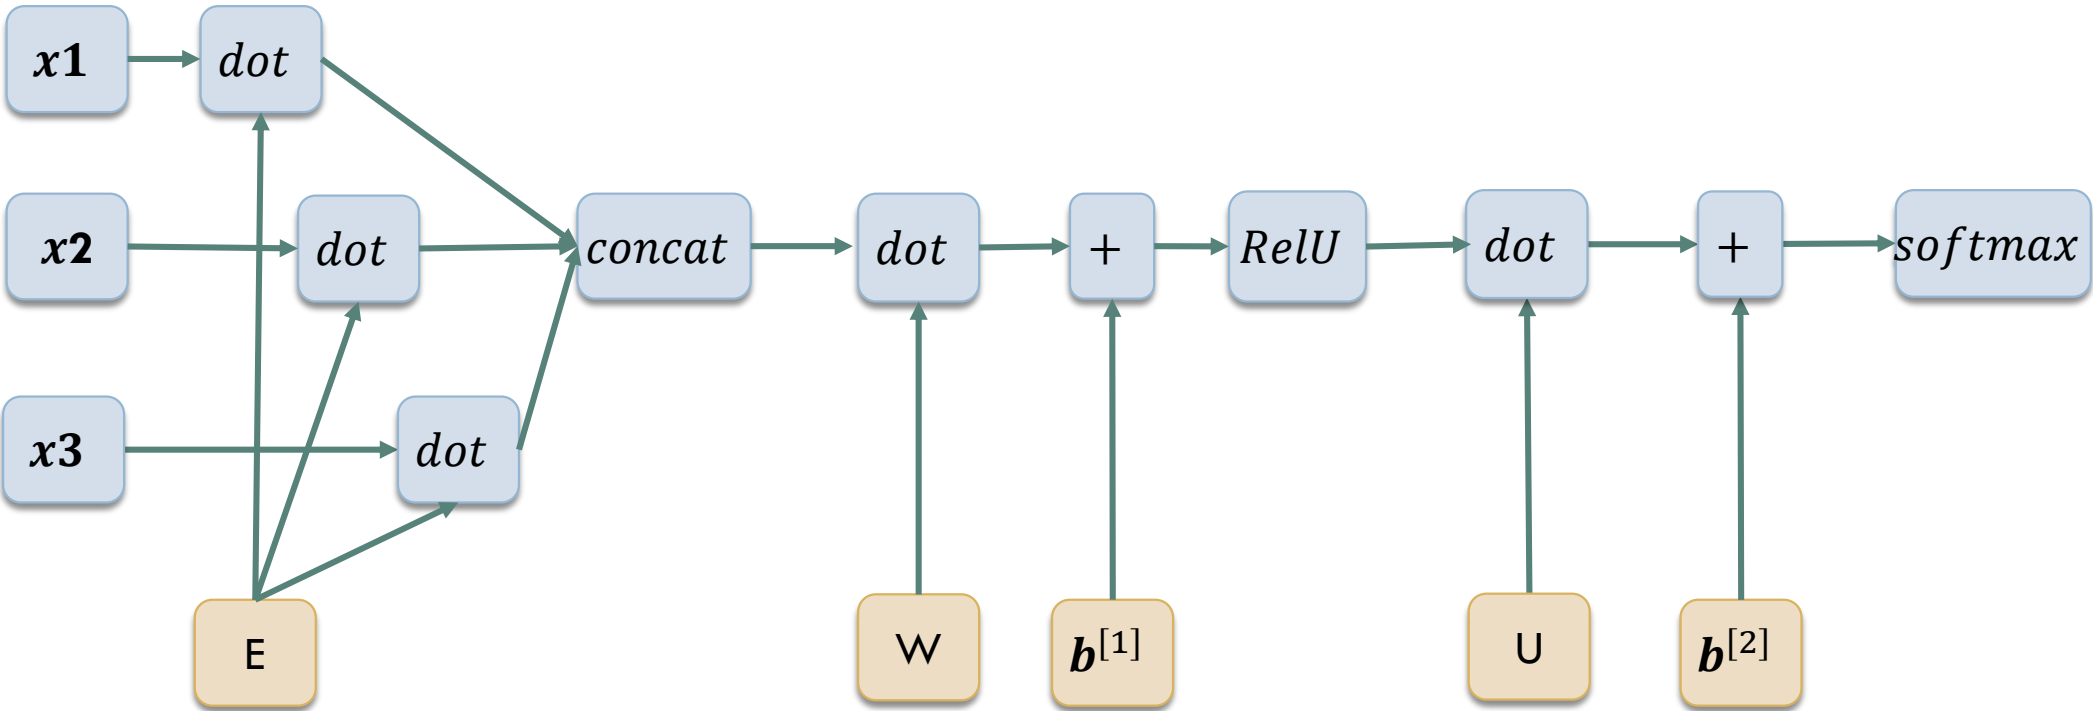 x1
dot
x2
dot
concat
dot
+
RelU
dot
+
softmax
x3
dot
E
W
b^[1]
U
b^[2]